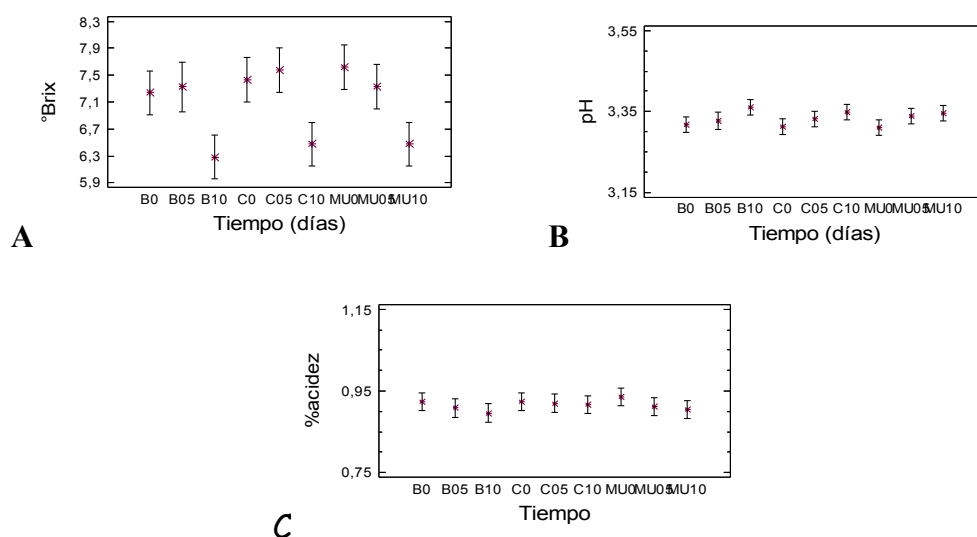 8,3
7,9
7,5
7,1
6,7
6,3
5,9
°Brix
B0 B05 B10 C0 C05 C10 MU0 MU05 MU10
Tiempo (días)
A
3,55
3,35
3,15
pH
B0 B05 B10 C0 C05 C10 MU0 MU05 MU10
Tiempo (días)
B
1,15
0,95
0,75
%acidez
B0 B05 B10 C0 C05 C10 MU0 MU05 MU10
Tiempo
C